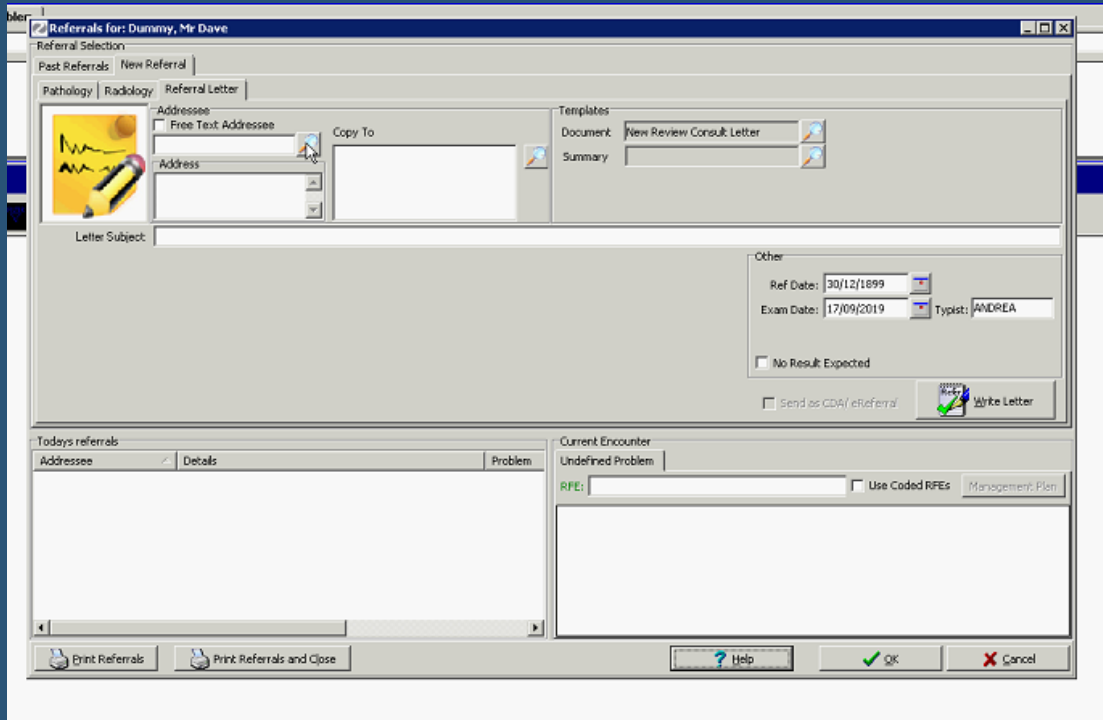 bler
Referrals for: Dummy, Mr Dave
Referral Selection
Past Referrals New Referral
Pathology Radiology Referral Letter
Addressee
Free Text Addressee
Address
Copy To
Templates
Document New Review Consult Letter
Summary
Letter Subject
Other
Ref Date: 30/12/1899
Exam Date: 17/09/2019 Typist: ANDREA
No Result Expected
Send as CDA/ eReferral
Refer Write Letter
Todays referrals
Addressee Details Problem
Current Encounter
Undefined Problem
RFE: Use Coded RFEs Management Plan
Print Referrals Print Referrals and Close ? Help OK Cancel